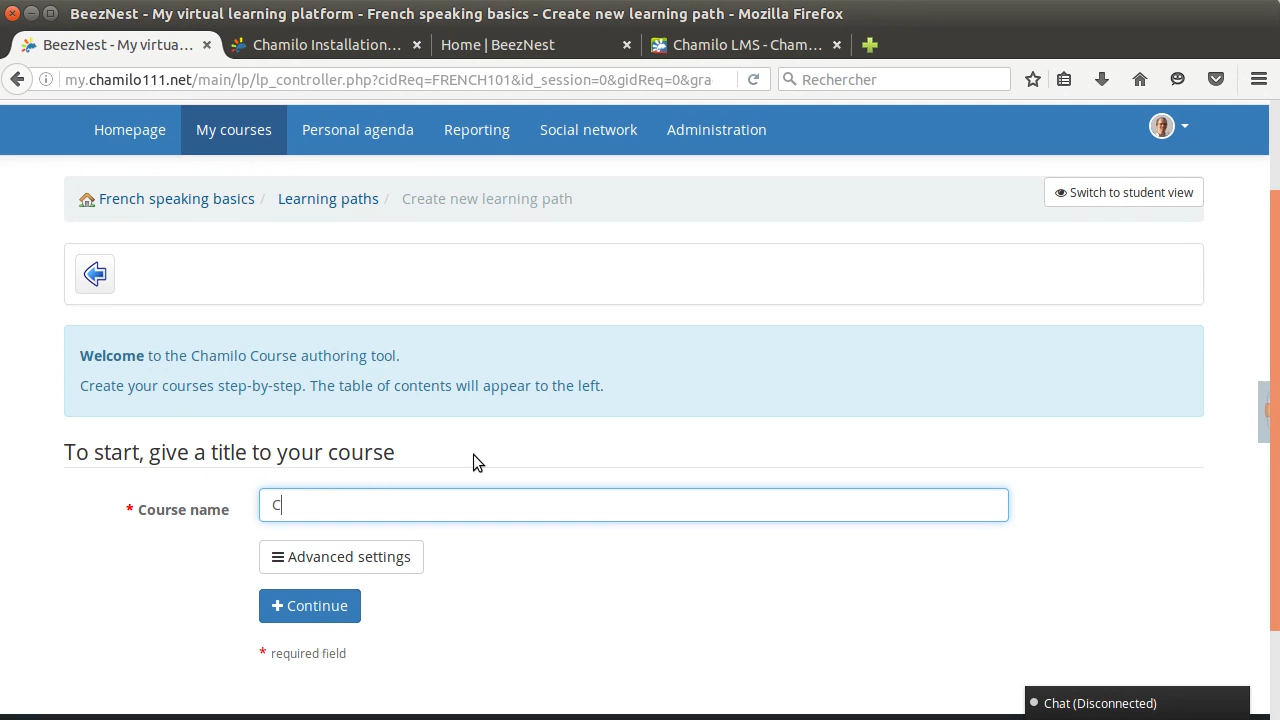 BeezNest - My virtual learning platform - French speaking basics - Create new learning path - Mozilla Firefox
BeezNest - My virtua... × Chamilo Installation... × Home | BeezNest × Chamilo LMS - Cham... ×
my.chamilo111.net/main/lp/lp_controller.php?cidReq=FRENCH101&id_session=0&gidReq=0&gra Rechercher
Homepage My courses Personal agenda Reporting Social network Administration
French speaking basics / Learning paths / Create new learning path Switch to student view
Welcome to the Chamilo Course authoring tool.
Create your courses step-by-step. The table of contents will appear to the left.
To start, give a title to your course
* Course name C
Advanced settings
Continue
* required field
Chat (Disconnected)